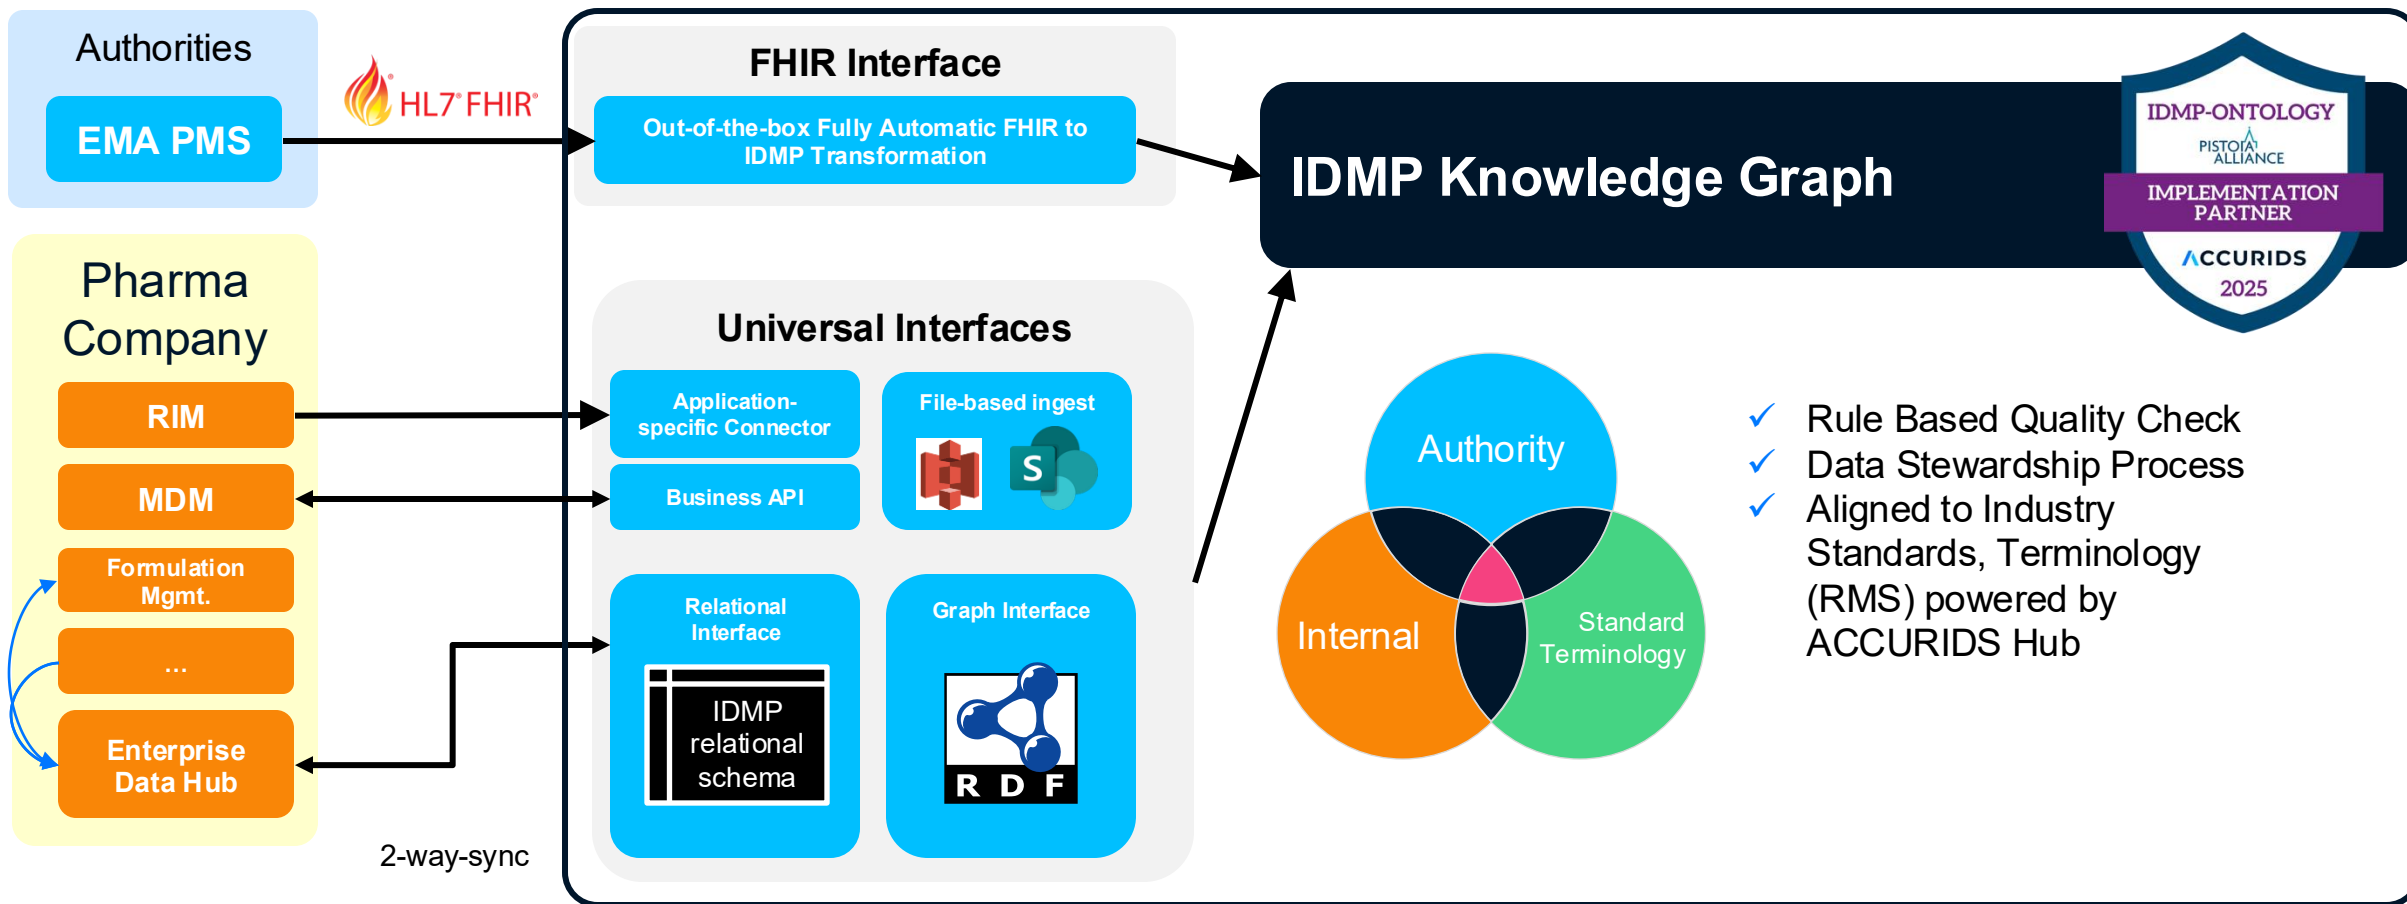 Authorities
EMA PMS
HL7® FHIR®
FHIR Interface
Out-of-the-box Fully Automatic FHIR to
IDMP Transformation
IDMP Knowledge Graph
IDMP-ONTOLOGY
PISTOIA
ALLIANCE
IMPLEMENTATION
PARTNER
ACCURIDS
2025
Pharma
Company
RIM
MDM
Formulation
Mgmt.
...
Enterprise
Data Hub
2-way-sync
Universal Interfaces
Application-
specific Connector
Business API
File-based ingest
S
Relational
Interface
IDMP
relational
schema
Graph Interface
RDF
Authority
Internal
Standard
Terminology
✓ Rule Based Quality Check
✓ Data Stewardship Process
✓ Aligned to Industry
Standards, Terminology
(RMS) powered by
ACCURIDS Hub